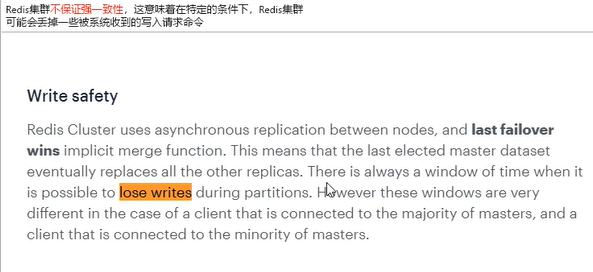 Redis集群不保证强一致性，这意味着在特定的条件下，Redis集群
可能会丢掉一些被系统收到的写入请求命令
Write safety
Redis Cluster uses asynchronous replication between nodes, and last failover
wins implicit merge function. This means that the last elected master dataset
eventually replaces all the other replicas. There is always a window of time when it
is possible to lose writes during partitions. However these windows are very
different in the case of a client that is connected to the majority of masters, and a
client that is connected to the minority of masters.